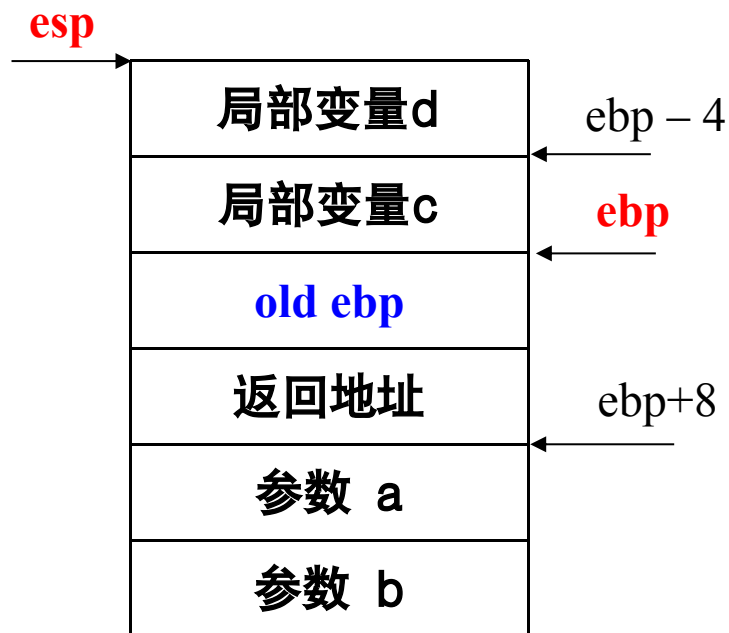 esp
局部变量d
ebp – 4
局部变量c
ebp
old ebp
返回地址
ebp+8
参数 a
参数 b